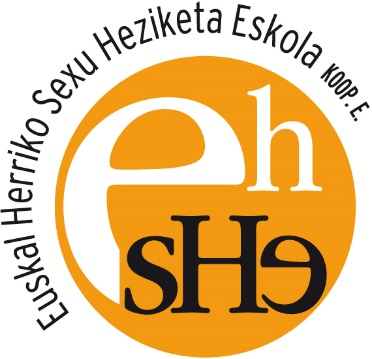 Euskal Herriko Sexu Heziketa Eskola KOOP. E.
eh
sHe